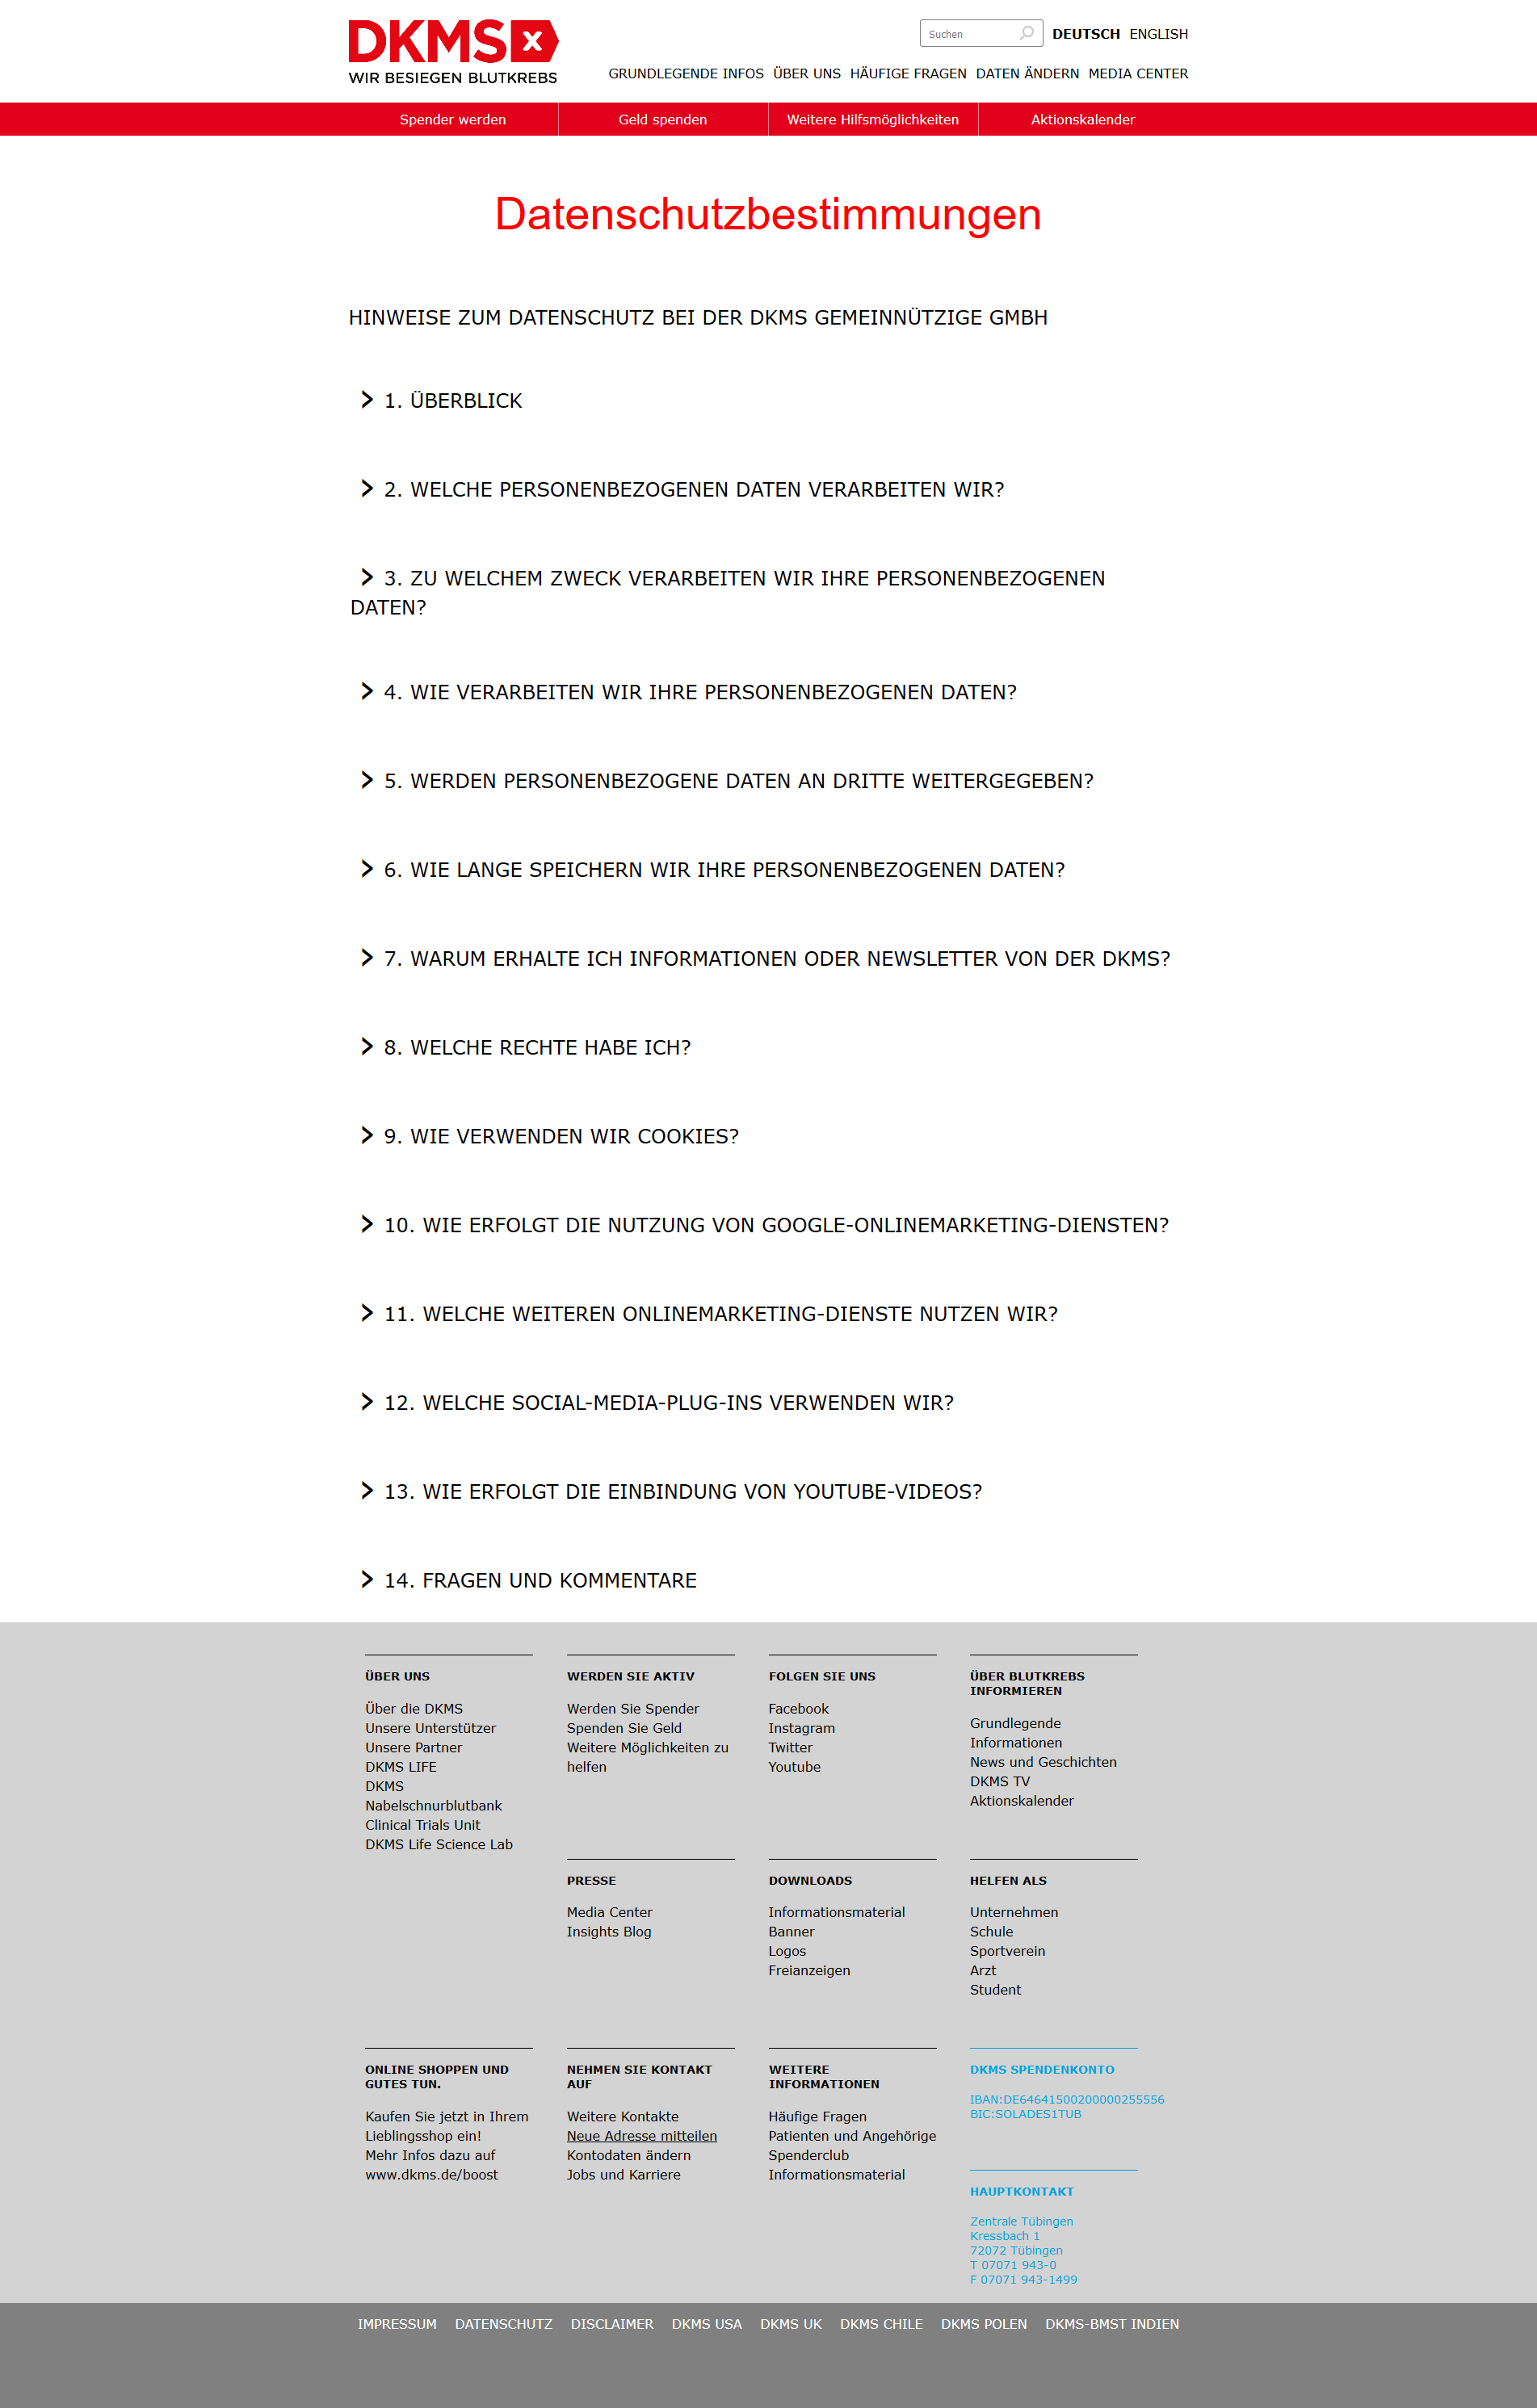 DKMS x
WIR BESIEGEN BLUTKREBS
Suchen
DEUTSCH ENGLISH
GRUNDLEGENDE INFOS ÜBER UNS HÄUFIGE FRAGEN DATEN ÄNDERN MEDIA CENTER
Spender werden Geld spenden Weitere Hilfsmöglichkeiten Aktionskalender
Datenschutzbestimmungen
HINWEISE ZUM DATENSCHUTZ BEI DER DKMS GEMEINNÜTZIGE GMBH
1. ÜBERBLICK
2. WELCHE PERSONENBEZOGENEN DATEN VERARBEITEN WIR?
3. ZU WELCHEM ZWECK VERARBEITEN WIR IHRE PERSONENBEZOGENEN
DATEN?
4. WIE VERARBEITEN WIR IHRE PERSONENBEZOGENEN DATEN?
5. WERDEN PERSONENBEZOGENE DATEN AN DRITTE WEITERGEGEBEN?
6. WIE LANGE SPEICHERN WIR IHRE PERSONENBEZOGENEN DATEN?
7. WARUM ERHALTE ICH INFORMATIONEN ODER NEWSLETTER VON DER DKMS?
8. WELCHE RECHTE HABE ICH?
9. WIE VERWENDEN WIR COOKIES?
10. WIE ERFOLGT DIE NUTZUNG VON GOOGLE-ONLINEMARKETING-DIENSTEN?
11. WELCHE WEITEREN ONLINEMARKETING-DIENSTE NUTZEN WIR?
12. WELCHE SOCIAL-MEDIA-PLUG-INS VERWENDEN WIR?
13. WIE ERFOLGT DIE EINBINDUNG VON YOUTUBE-VIDEOS?
14. FRAGEN UND KOMMENTARE
ÜBER UNS
Über die DKMS
Unsere Unterstützer
Unsere Partner
DKMS LIFE
DKMS
Nabelschnurblutbank
Clinical Trials Unit
DKMS Life Science Lab
WERDEN SIE AKTIV
Werden Sie Spender
Spenden Sie Geld
Weitere Möglichkeiten zu
helfen
FOLGEN SIE UNS
Facebook
Instagram
Twitter
Youtube
ÜBER BLUTKREBS
INFORMIEREN
Grundlegende
Informationen
News und Geschichten
DKMS TV
Aktionskalender
PRESSE
Media Center
Insights Blog
DOWNLOADS
Informationsmaterial
Banner
Logos
Freianzeigen
HELFEN ALS
Unternehmen
Schule
Sportverein
Arzt
Student
ONLINE SHOPPEN UND
GUTES TUN.
Kaufen Sie jetzt in Ihrem
Lieblingsshop ein!
Mehr Infos dazu auf
www.dkms.de/boost
NEHMEN SIE KONTAKT
AUF
Weitere Kontakte
Neue Adresse mitteilen
Kontodaten ändern
Jobs und Karriere
WEITERE
INFORMATIONEN
Häufige Fragen
Patienten und Angehörige
Spenderclub
Informationsmaterial
DKMS SPENDENKONTO
IBAN:DE64641500200000255556
BIC:SOLADES1TUB
HAUPTKONTAKT
Zentrale Tübingen
Kressbach 1
72072 Tübingen
T 07071 943-0
F 07071 943-1499
IMPRESSUM DATENSCHUTZ DISCLAIMER DKMS USA DKMS UK DKMS CHILE DKMS POLEN DKMS-BMST INDIEN